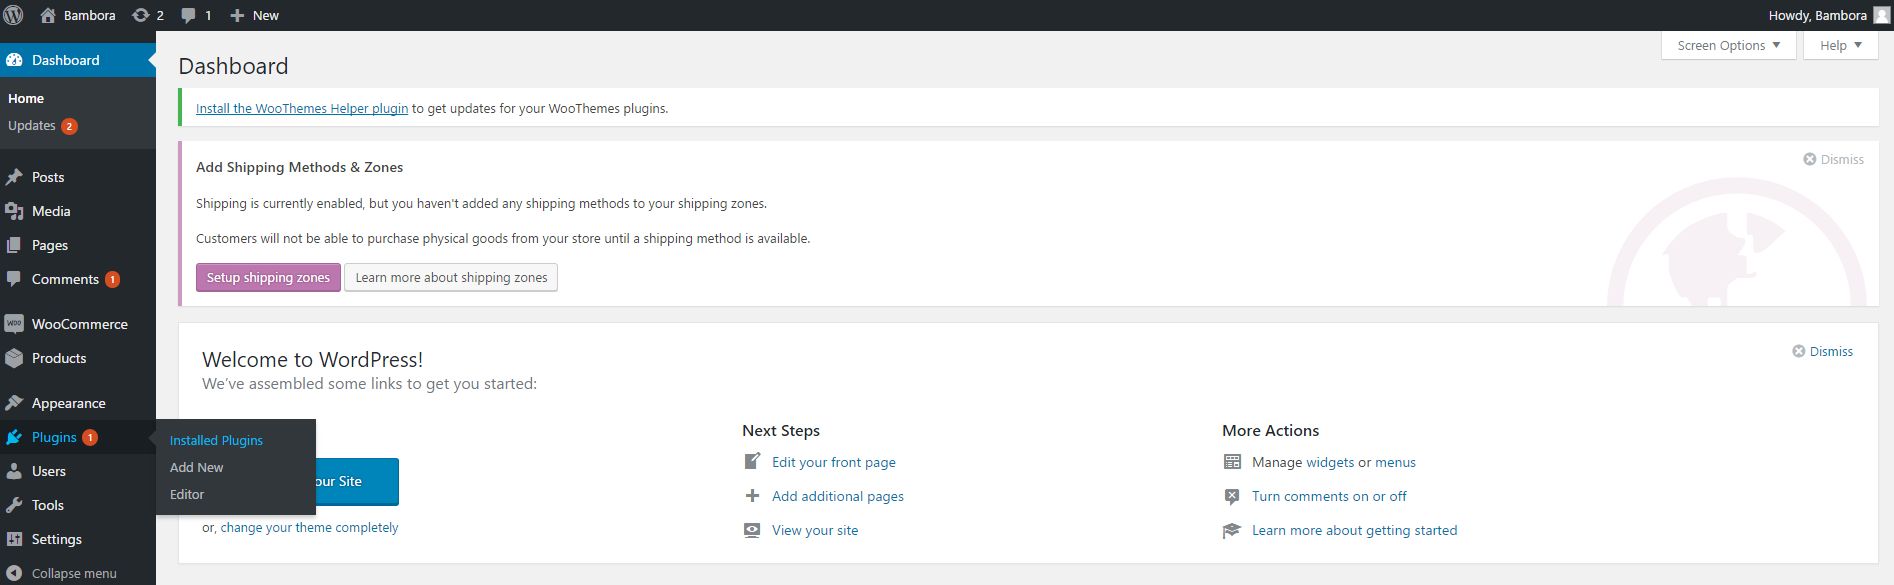 Bambora 2 1 New
Howdy, Bambora
Dashboard
Home
Updates 2
Posts
Media
Pages
Comments 1
WOO WooCommerce
Products
Appearance
Plugins 1
Installed Plugins
Add New
Editor
Users
Tools
Settings
Collapse menu
Screen Options
Help
Dashboard
Install the WooThemes Helper plugin to get updates for your WooThemes plugins.
Add Shipping Methods & Zones
Dismiss
Shipping is currently enabled, but you haven't added any shipping methods to your shipping zones.
Customers will not be able to purchase physical goods from your store until a shipping method is available.
Setup shipping zones
Learn more about shipping zones
Welcome to WordPress!
Dismiss
We've assembled some links to get you started:
our Site
or, change your theme completely
Next Steps
Edit your front page
Add additional pages
View your site
More Actions
Manage widgets or menus
Turn comments on or off
Learn more about getting started